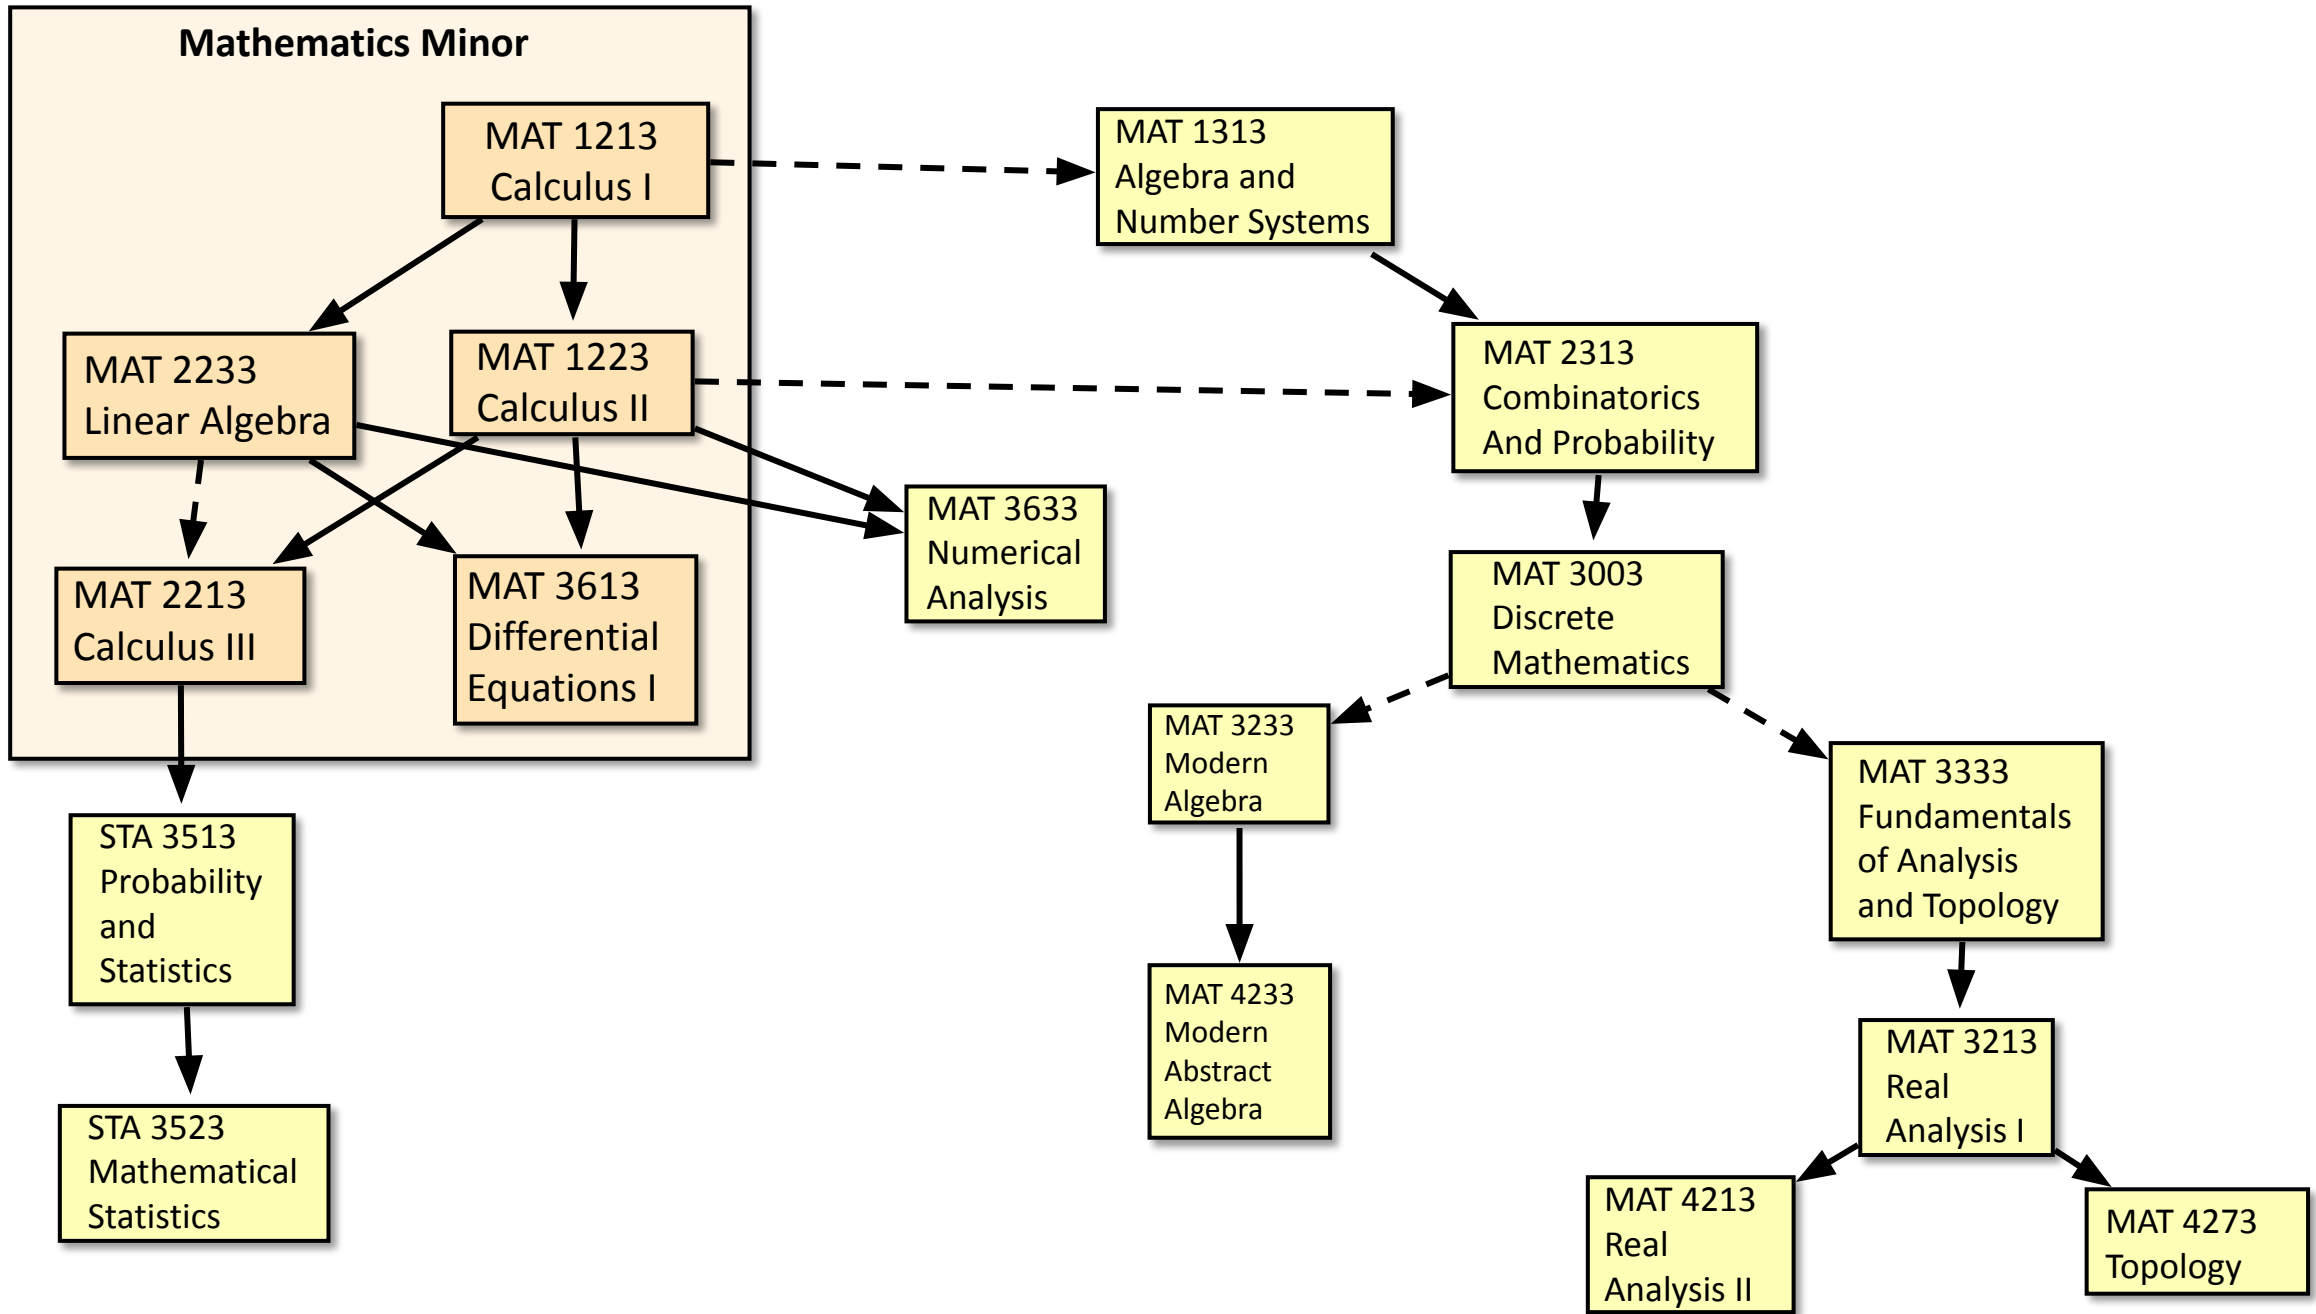 Mathematics Minor
MAT 1213
Calculus I
MAT 1313
Algebra and
Number Systems
MAT 2233
Linear Algebra
MAT 1223
Calculus II
MAT 2313
Combinatorics
And Probability
MAT 3633
Numerical
Analysis
MAT 2213
Calculus III
MAT 3613
Differential
Equations I
MAT 3003
Discrete
Mathematics
MAT 3233
Modern
Algebra
MAT 3333
Fundamentals
of Analysis
and Topology
STA 3513
Probability
and
Statistics
MAT 4233
Modern
Abstract
Algebra
MAT 3213
Real
Analysis I
STA 3523
Mathematical
Statistics
MAT 4213
Real
Analysis II
MAT 4273
Topology